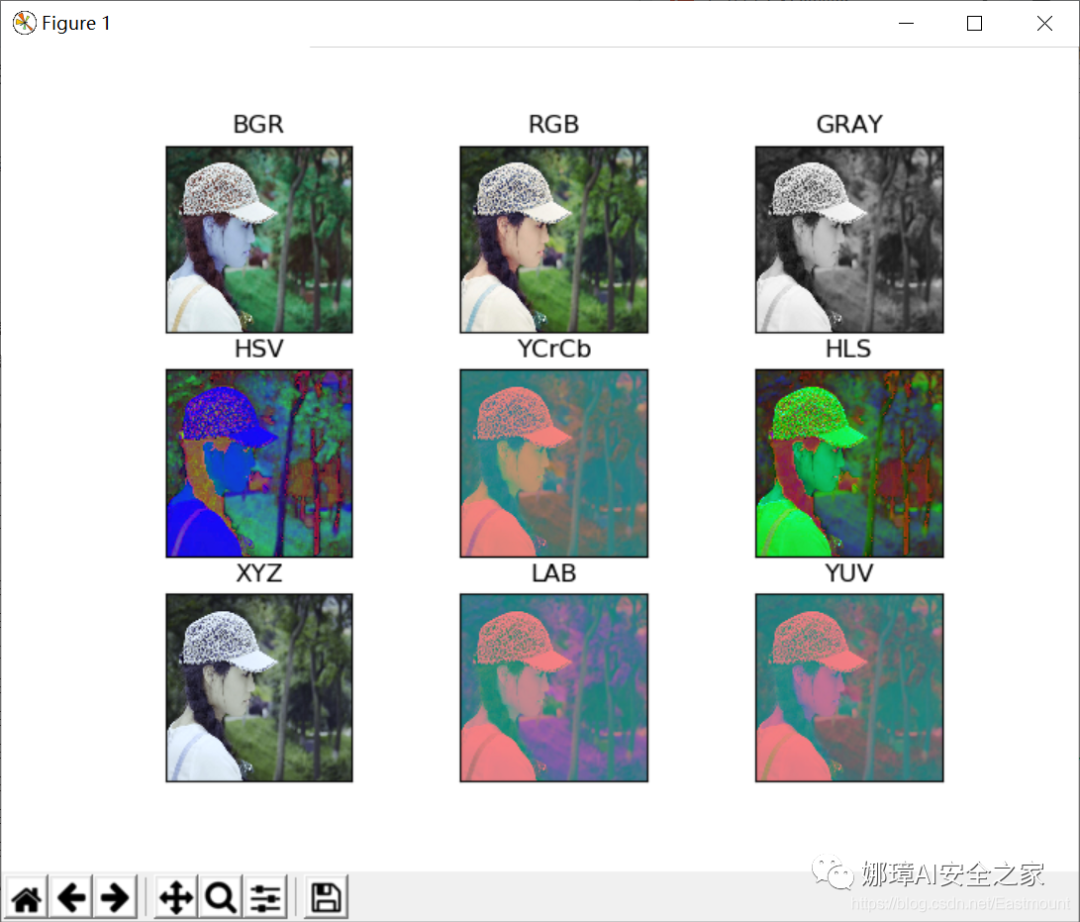 Figure 1
BGR RGB GRAY
HSV YCrCb HLS
XYZ LAB YUV
娜璋AI安全之家
https://blog.csdn.net/Eastmount